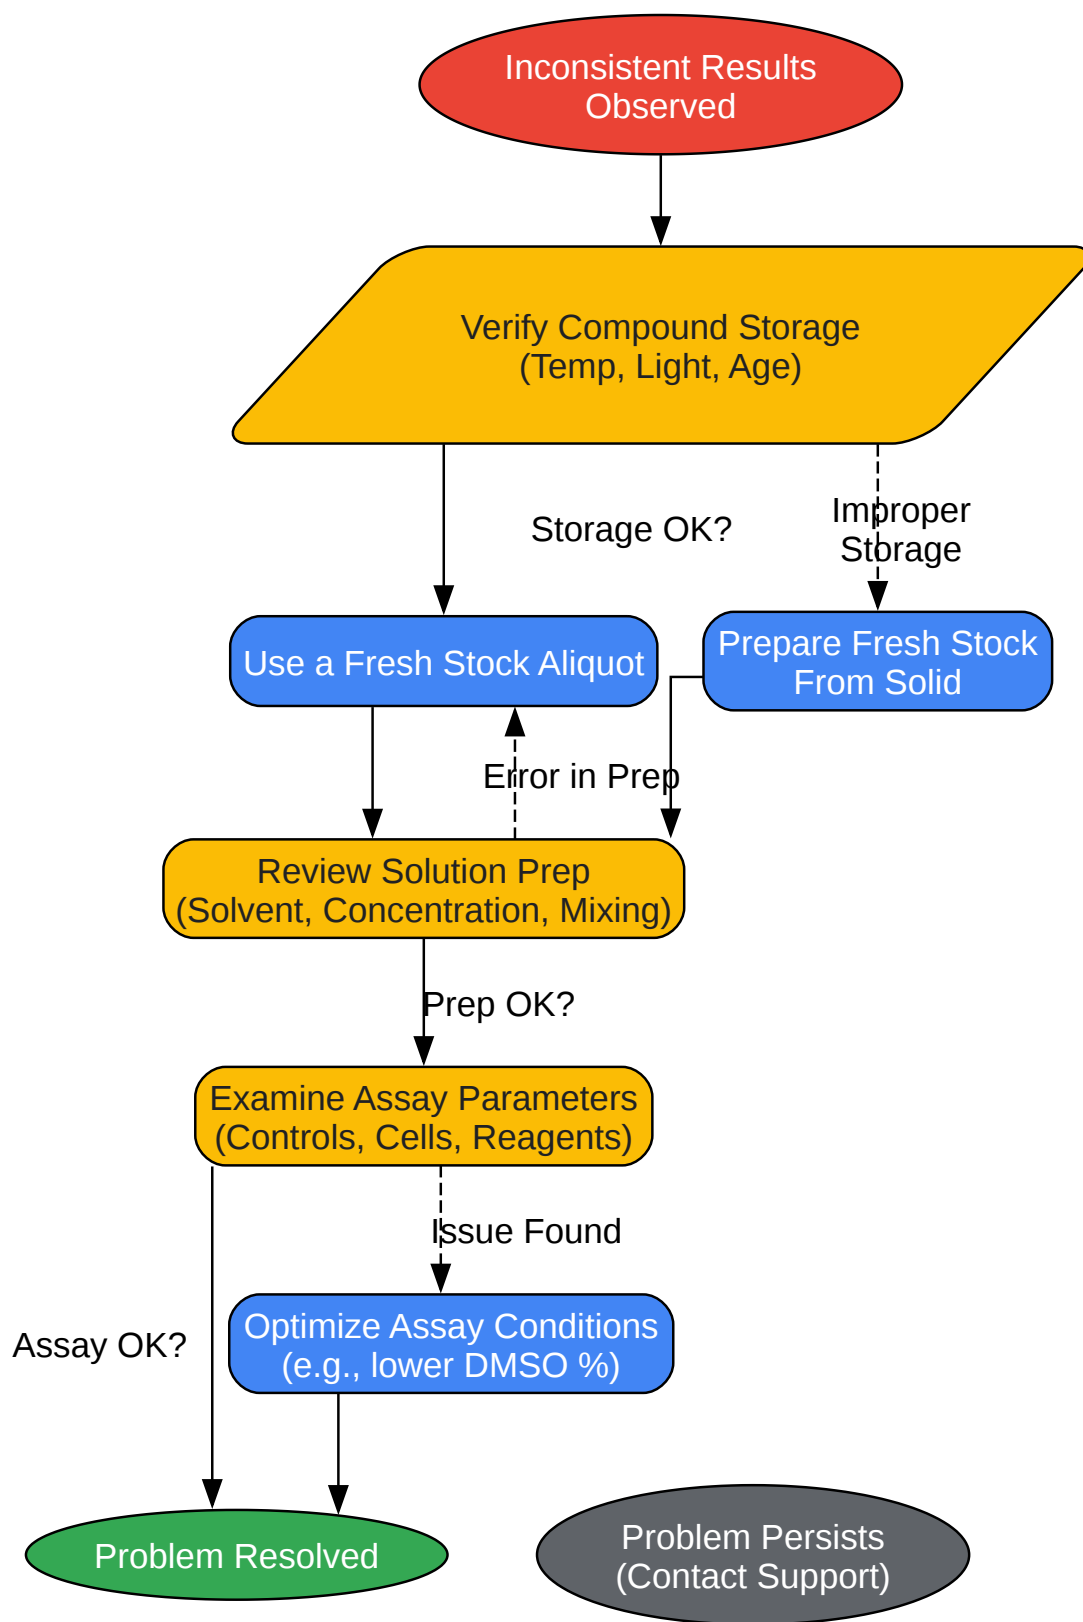 Inconsistent Results
Observed
Verify Compound Storage
(Temp, Light, Age)
Storage OK?
Improper
Storage
Use a Fresh Stock Aliquot
Prepare Fresh Stock
From Solid
Error in Prep
Review Solution Prep
(Solvent, Concentration, Mixing)
Prep OK?
Examine Assay Parameters
(Controls, Cells, Reagents)
Issue Found
Optimize Assay Conditions
(e.g., lower DMSO %)
Assay OK?
Problem Resolved
Problem Persists
(Contact Support)